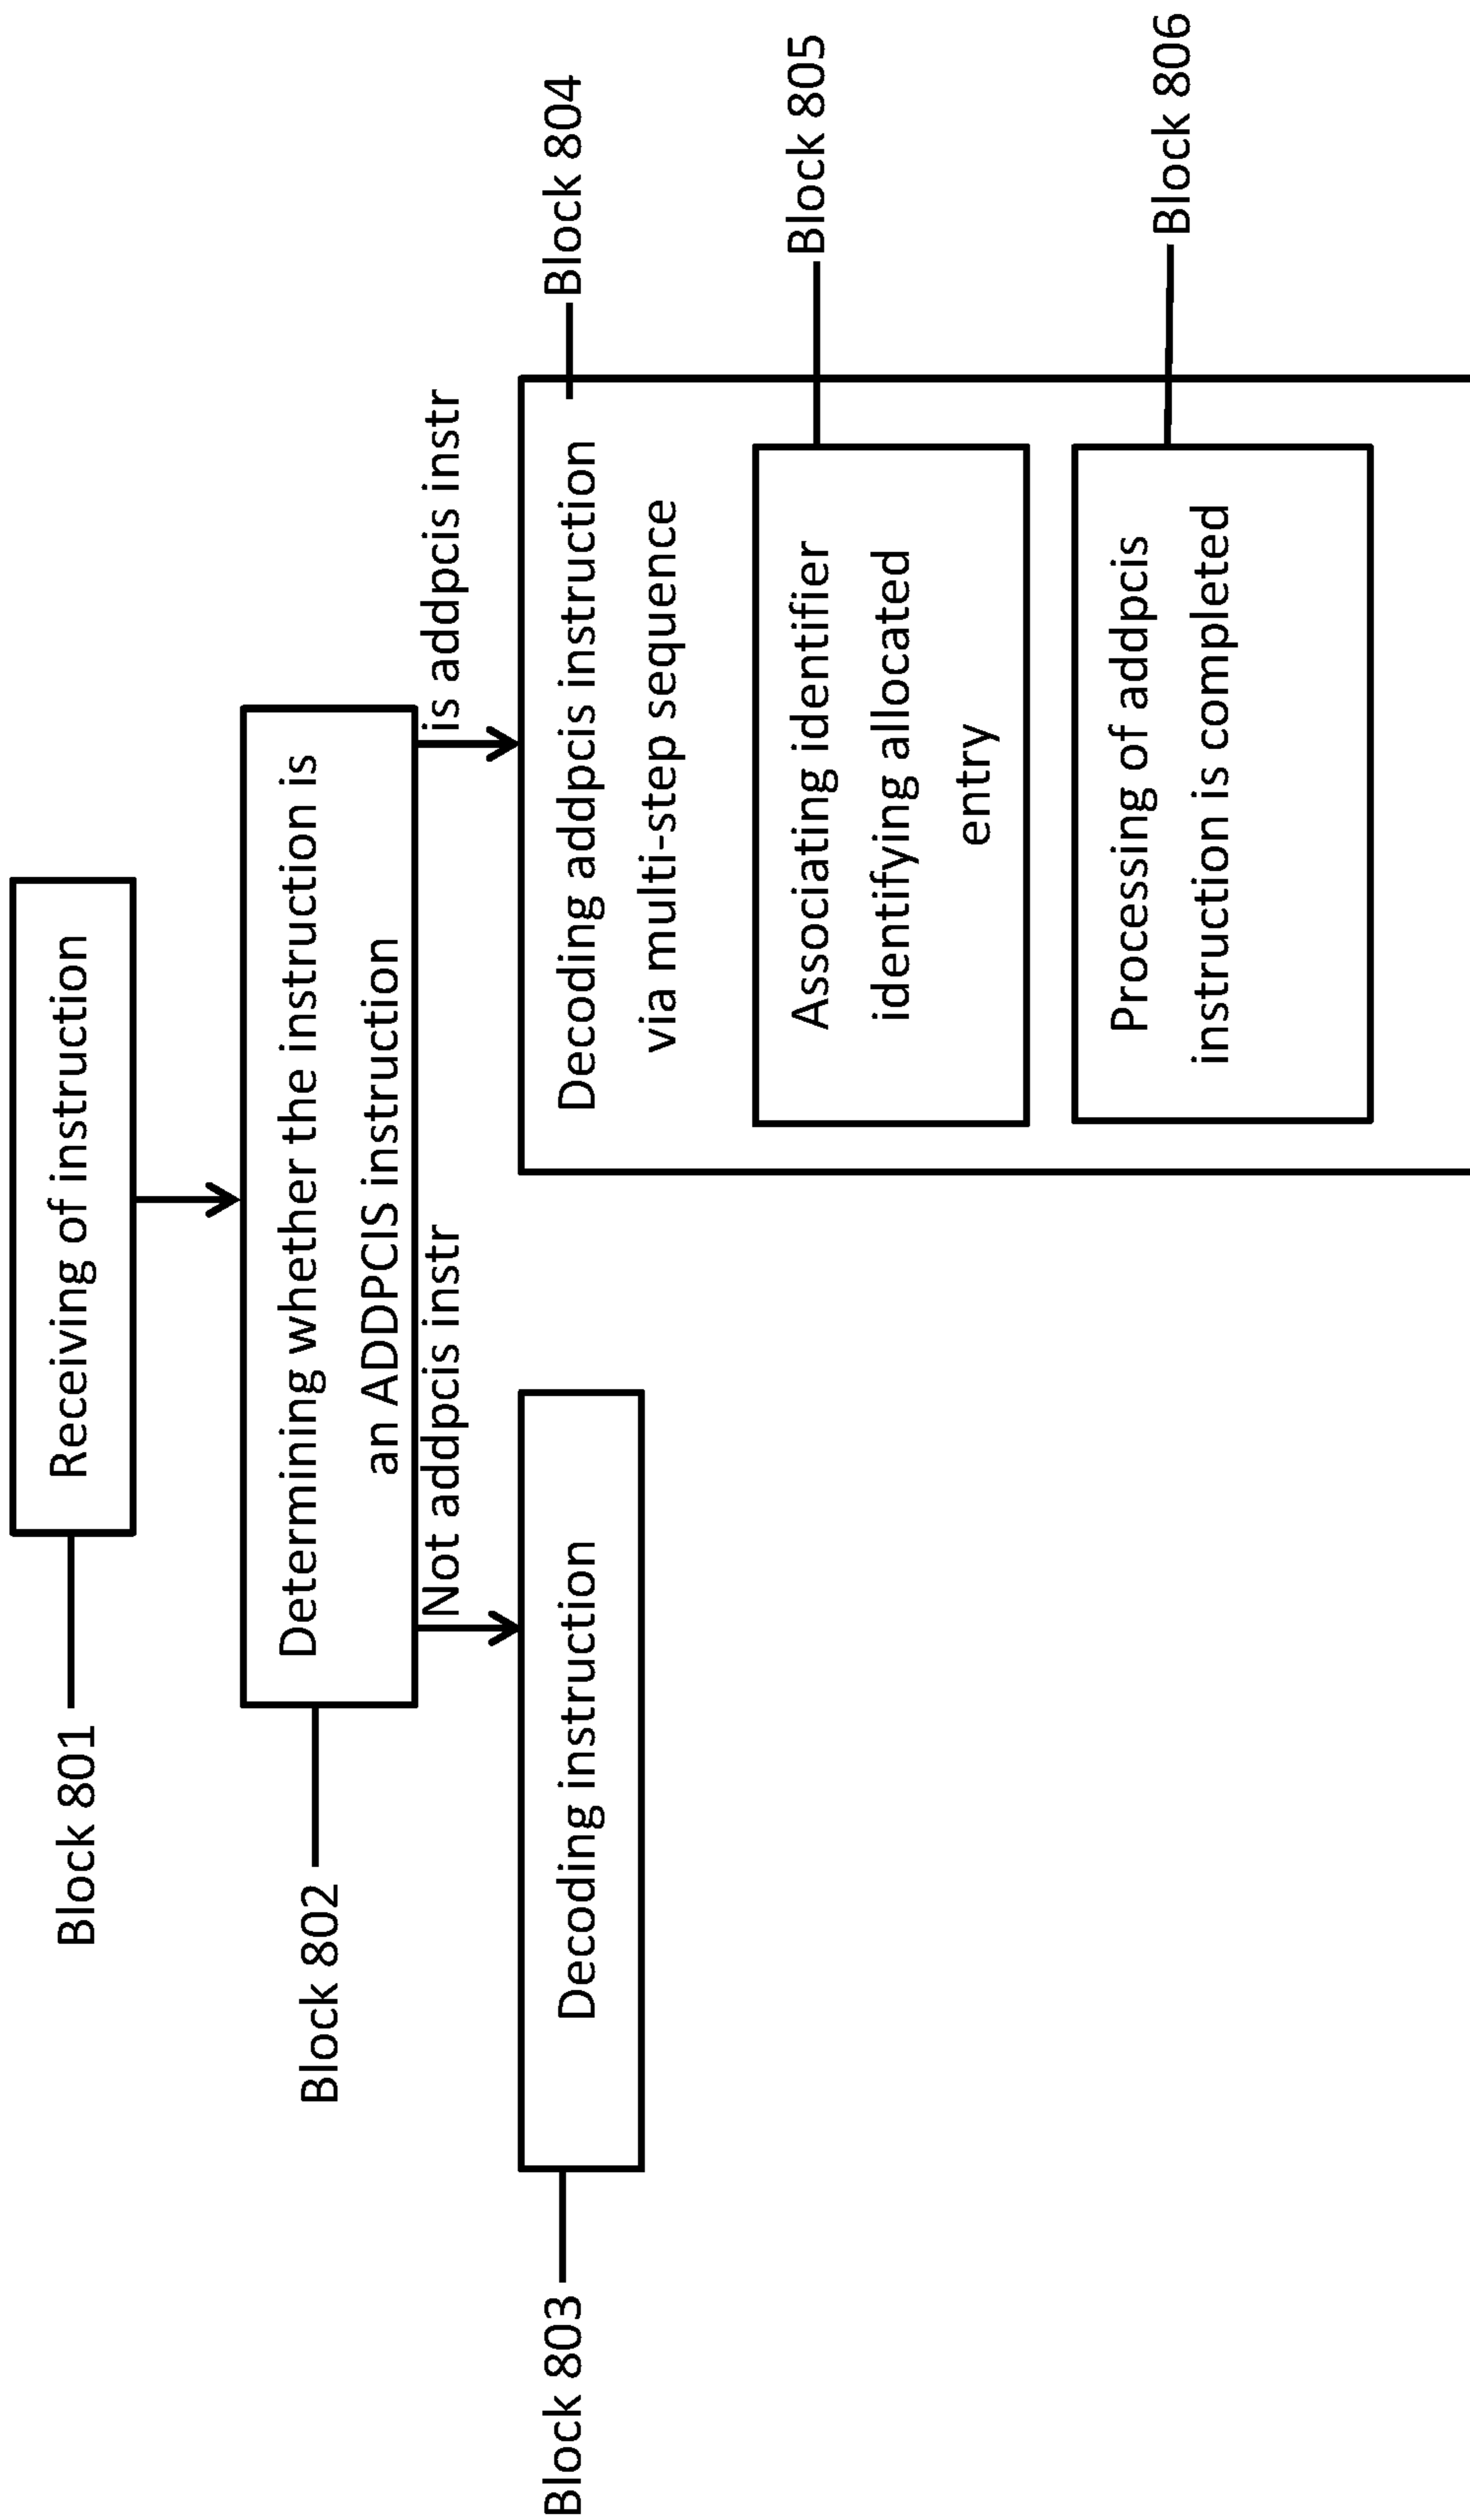 Block 801
Receiving of instruction
Block 802
Determining whether the instruction is
an ADDPCIS instruction
Not addpcis instr
is addpcis instr
Block 803
Decoding instruction
Decoding addpcis instruction
via multi-step sequence
Block 804
Associating identifier
identifying allocated
entry
Block 805
Processing of addpcis
instruction is completed
Block 806